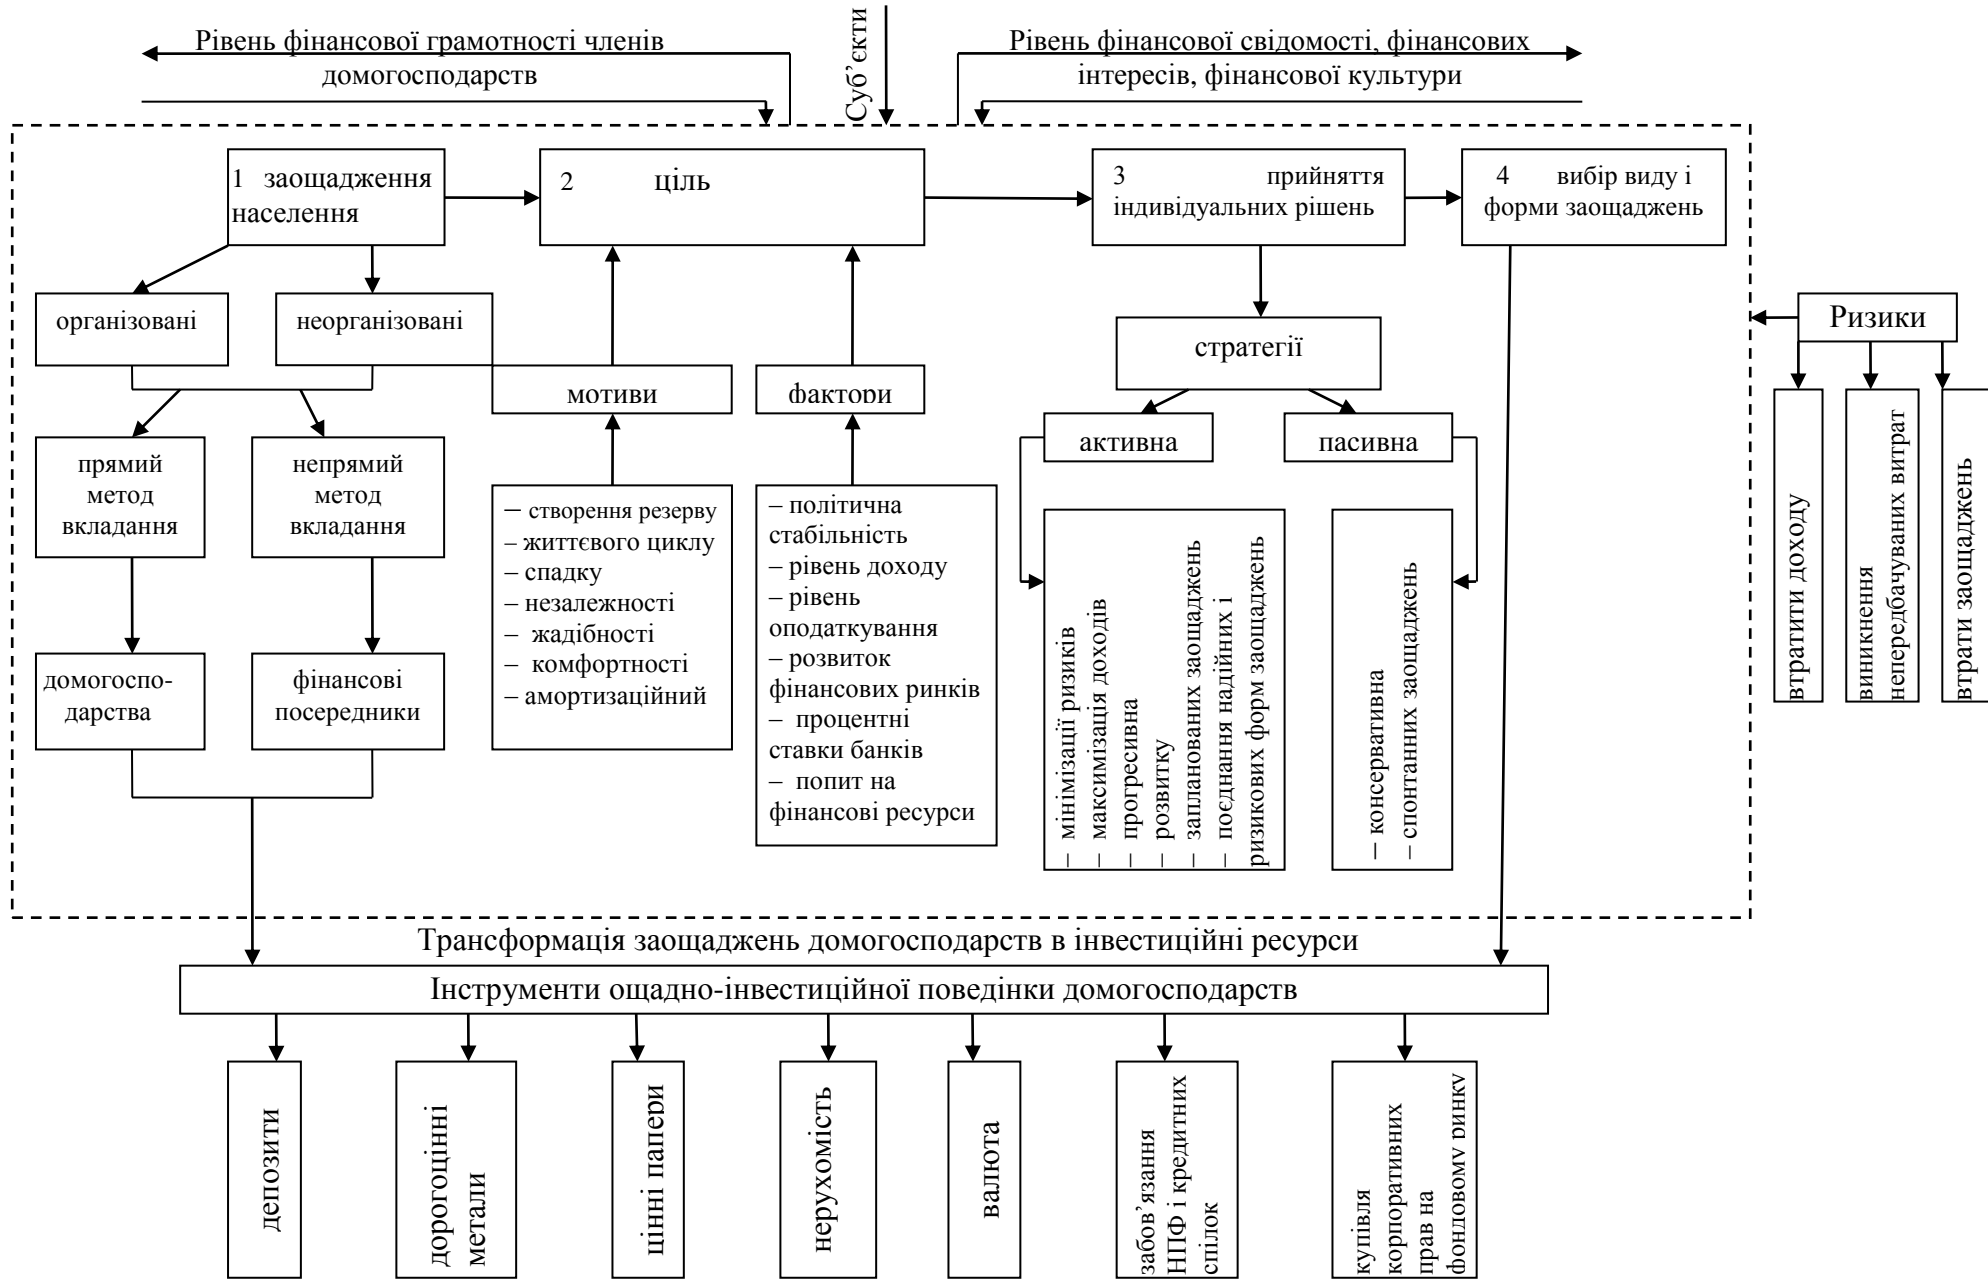 Рівень фінансової грамотності членів
домогосподарств
Суб’єкти
Рівень фінансової свідомості, фінансових
інтересів, фінансової культури
1 заощадження
населення
2 ціль
3 прийняття
індивідуальних рішень
4 вибір виду і
форми заощаджень
організовані
неорганізовані
мотиви
фактори
стратегії
активна
пасивна
прямий
метод
вкладання
непрямий
метод
вкладання
домогоспо-
дарства
фінансові
посередники
– створення резерву
– життєвого циклу
– спадку
– незалежності
– жадібності
– комфортності
– амортизаційний
– політична
стабільність
– рівень доходу
– рівень
оподаткування
– розвиток
фінансових ринків
– процентні
ставки банків
– попит на
фінансові ресурси
– мінімізації ризиків
– максимізація доходів
– прогресивна
– розвитку
– запланованих заощаджень
– поєднання надійних і
ризикових форм заощаджень
– консервативна
– спонтанних заощаджень
Ризики
втратити доходу
виникнення
непередбачуваних витрат
втрати заощаджень
Трансформація заощаджень домогосподарств в інвестиційні ресурси
Інструменти ощадно-інвестиційної поведінки домогосподарств
депозити
дорогоцінні
метали
цінні папери
нерухомість
валюта
забов’язання
НПФ і кредитних
спілок
купівля
корпоративних
прав на
фондовому ринку